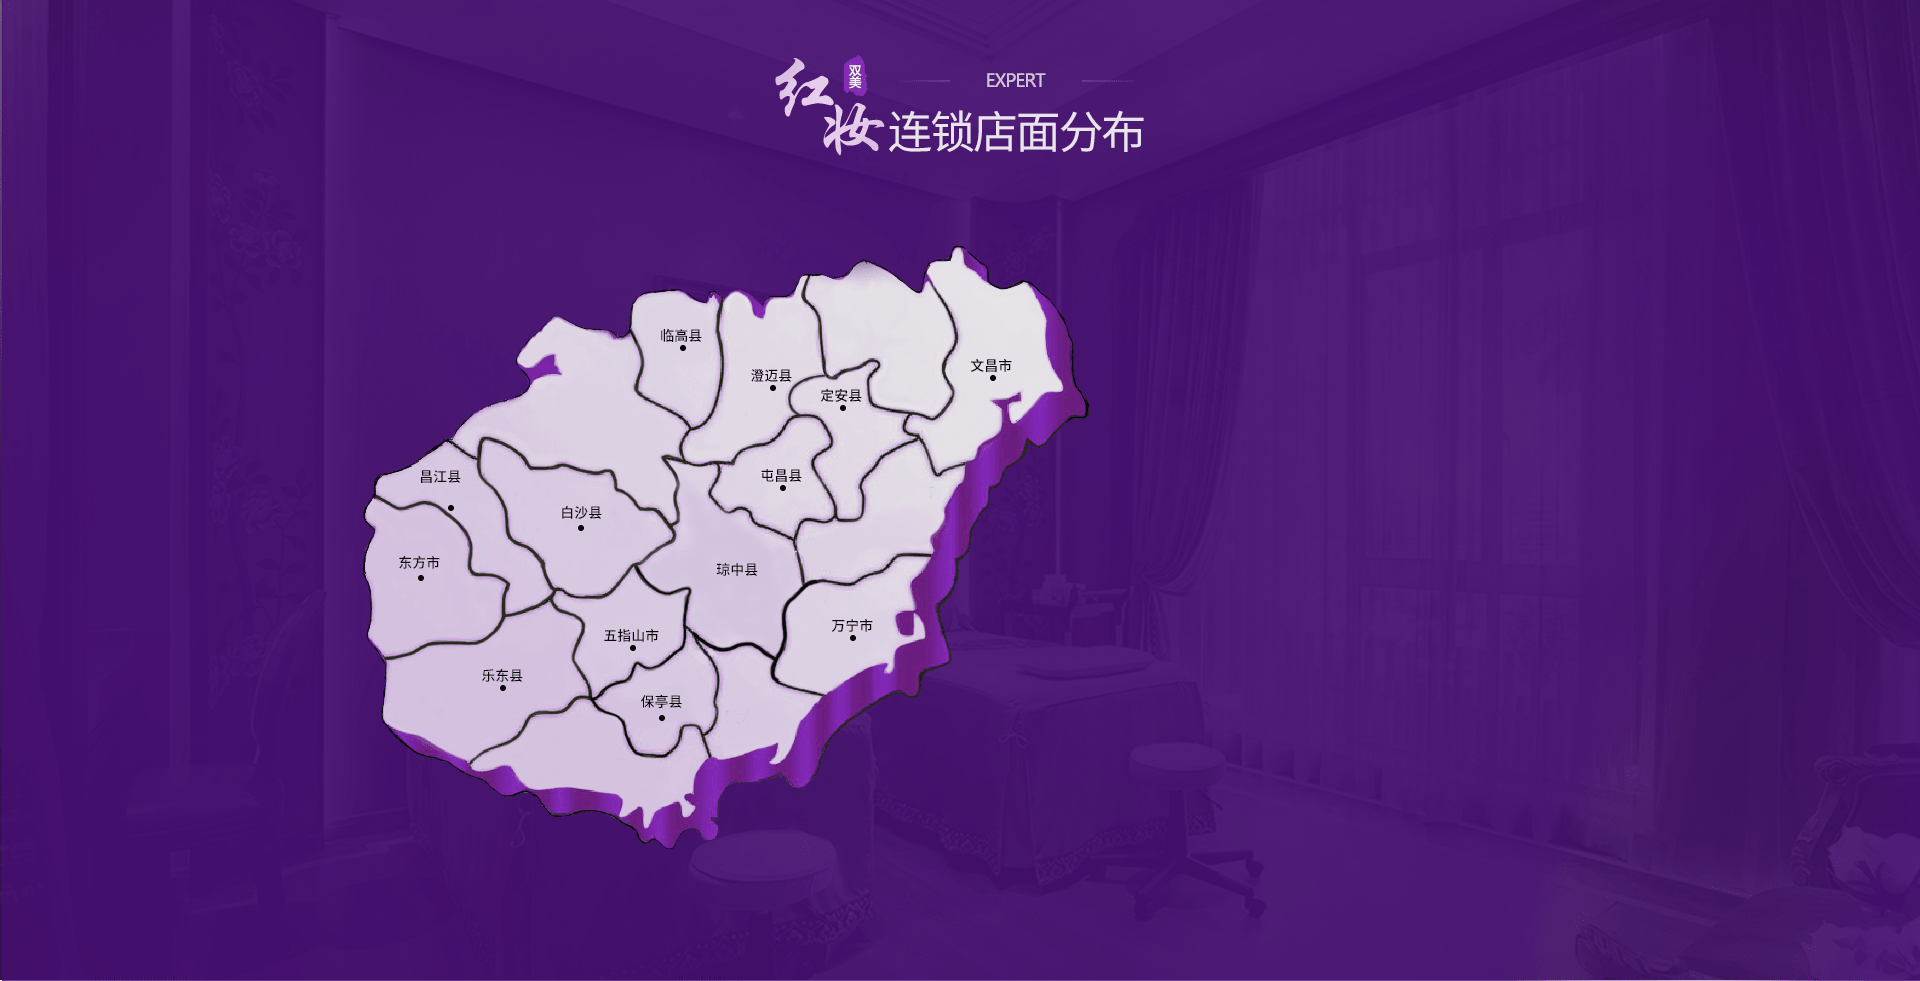 双美
EXPERT
红妆连锁店面分布
临高县
澄迈县
文昌市
定安县
昌江县
屯昌县
白沙县
东方市
琼中县
万宁市
五指山市
乐东县
保亭县